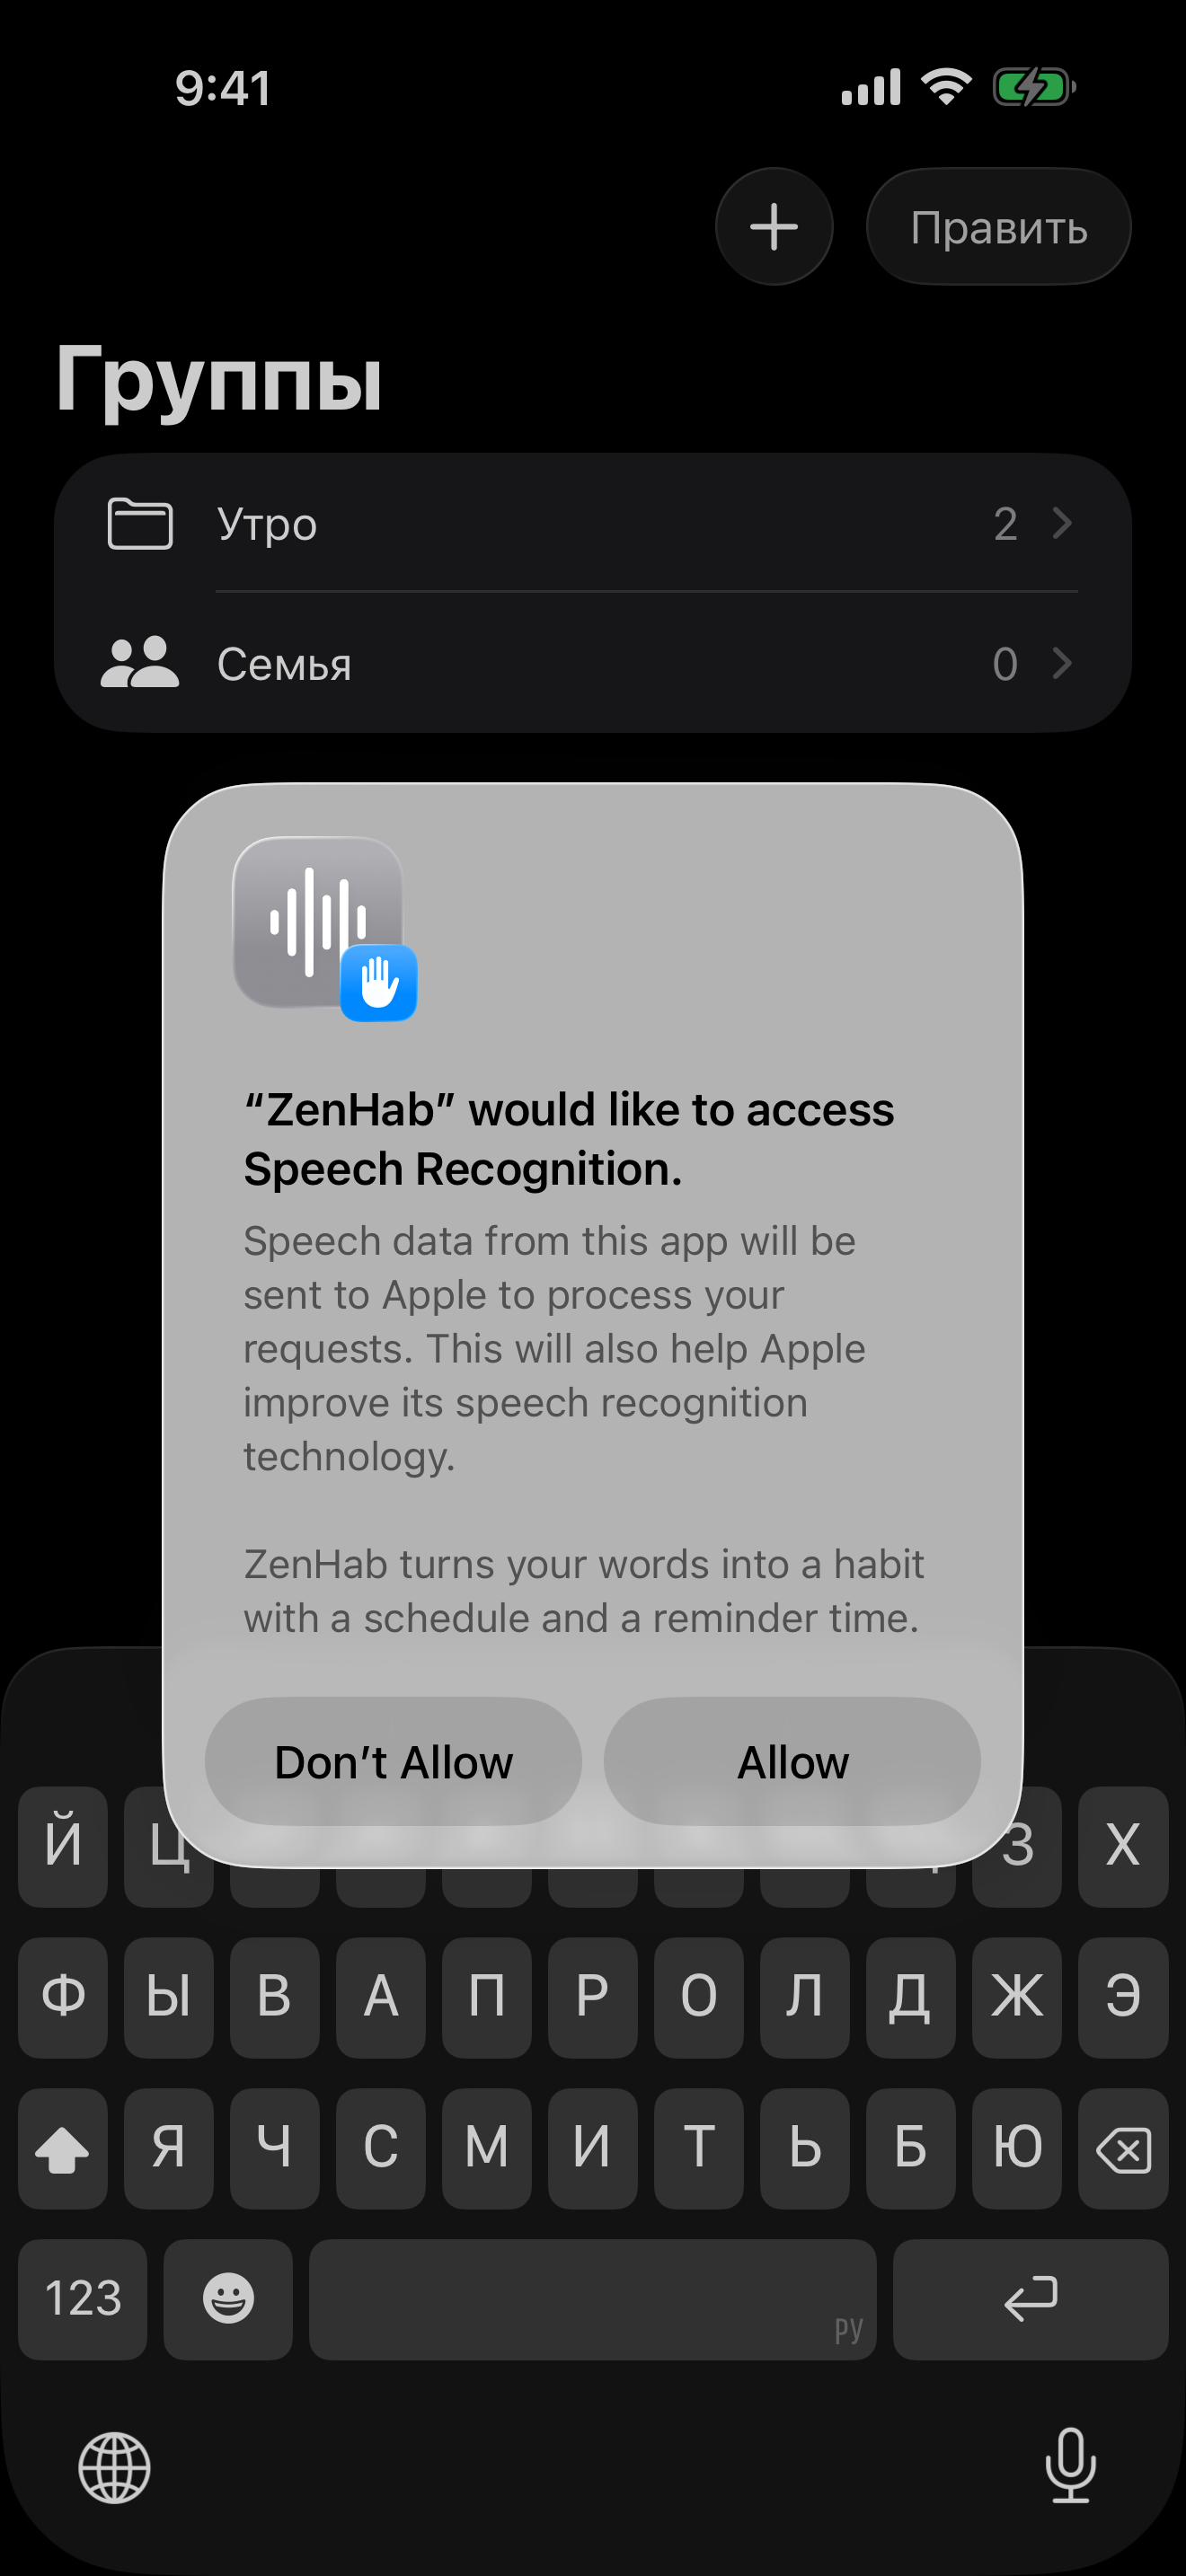 9:41
Править
Группы
Утро 2
Семья 0
“ZenHab” would like to access
Speech Recognition.
Speech data from this app will be
sent to Apple to process your
requests. This will also help Apple
improve its speech recognition
technology.
ZenHab turns your words into a habit
with a schedule and a reminder time.
Don’t Allow Allow
Й Ц З Х
Ф Ы В А П Р О Л Д Ж Э
Я Ч С М И Т Ь Б Ю
123 РУ